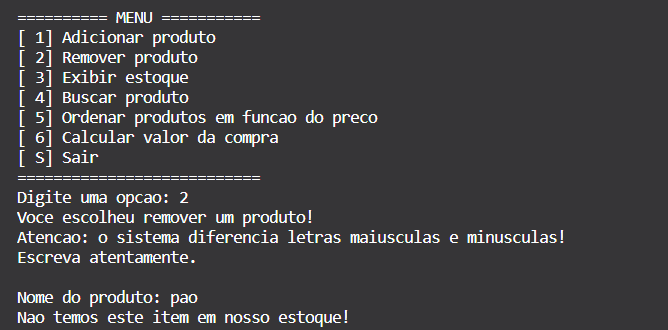 ========== MENU ===========
[ 1] Adicionar produto
[ 2] Remover produto
[ 3] Exibir estoque
[ 4] Buscar produto
[ 5] Ordenar produtos em funcao do preco
[ 6] Calcular valor da compra
[ S] Sair
===========================
Digite uma opcao: 2
Voce escolheu remover um produto!
Atencao: o sistema diferencia letras maiusculas e minusculas!
Escreva atentamente.
Nome do produto: pao
Nao temos este item em nosso estoque!